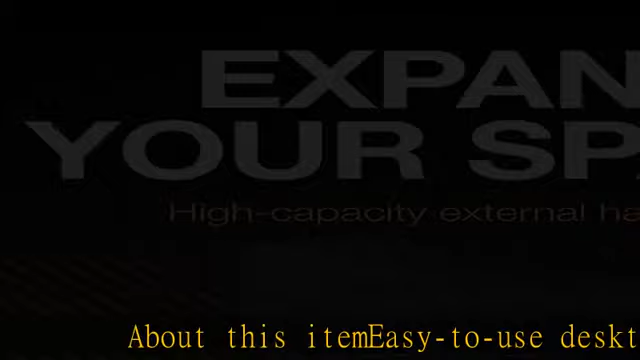 EXPAN
YOUR SP
High-capacity external ha
About this itemEasy-to-use deskt